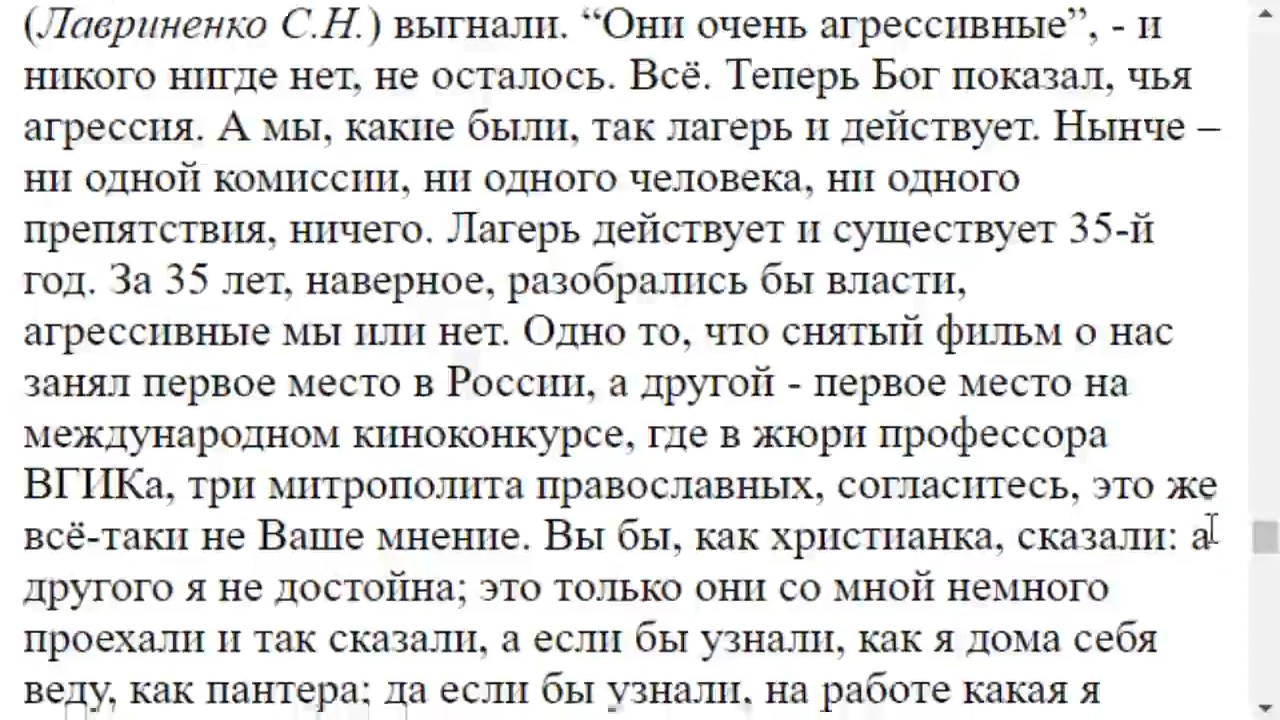 (Лавриненко С.Н.) выгнали. “Они очень агрессивные”, - и
никого нигде нет, не осталось. Всё. Теперь Бог показал, чья
агрессия. А мы, какие были, так лагерь и действует. Нынче –
ни одной комиссии, ни одного человека, ни одного
препятствия, ничего. Лагерь действует и существует 35-й
год. За 35 лет, наверное, разобрались бы власти,
агрессивные мы или нет. Одно то, что снятый фильм о нас
занял первое место в России, а другой - первое место на
международном киноконкурсе, где в жюри профессора
ВГИКа, три митрополита православных, согласитесь, это же
всё-таки не Ваше мнение. Вы бы, как христианка, сказали: а
другого я не достойна; это только они со мной немного
проехали и так сказали, а если бы узнали, как я дома себя
веду, как пантера; да если бы узнали, на работе какая я